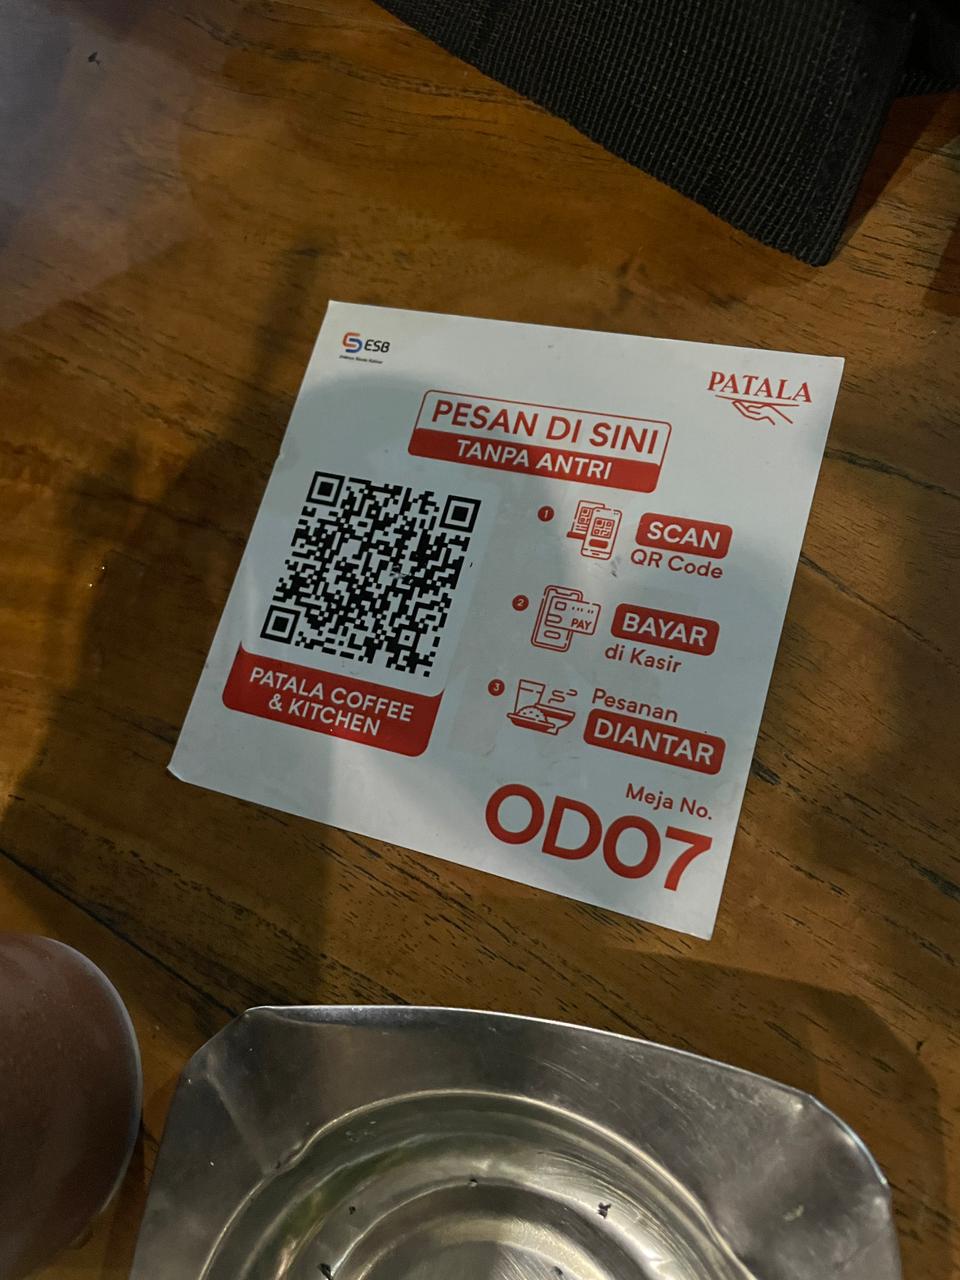 ESB
PATALA
PESAN DI SINI
TANPA ANTRI
1
SCAN
QR Code
2
PAY
BAYAR
di Kasir
3
Pesanan
DIANTAR
PATALA COFFEE
& KITCHEN
Meja No.
OD07